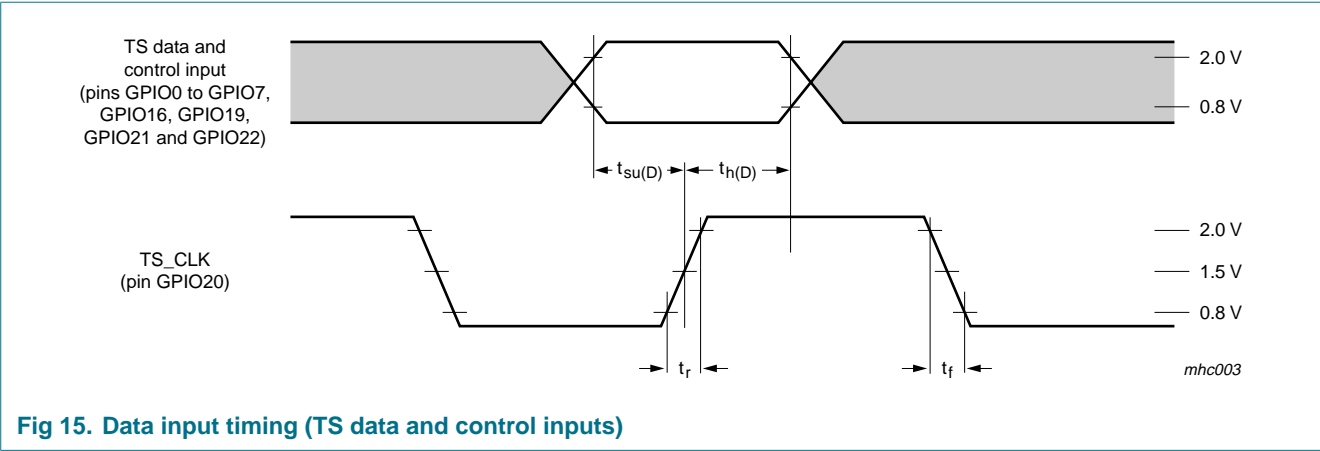 TS data and
control input
(pins GPIO0 to GPIO7,
GPIO16, GPIO19,
GPIO21 and GPIO22)
2.0 V
0.8 V
tsu(D)
th(D)
TS_CLK
(pin GPIO20)
2.0 V
1.5 V
0.8 V
tr
tf
mhc003
Fig 15. Data input timing (TS data and control inputs)